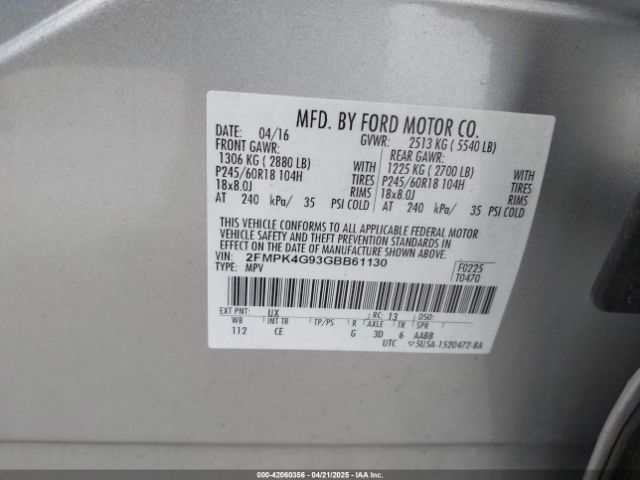 MFD. BY FORD MOTOR CO.
DATE: 04/16 GVWR: 2513 KG ( 5540 LB)
FRONT GAWR: REAR GAWR:
1306 KG ( 2880 LB) WITH 1225 KG ( 2700 LB) WITH
P245/60R18 104H TIRES P245/60R18 104H TIRES
18x8.0J RIMS 18x8.0J RIMS
AT 240 kPa/ 35 PSI COLD AT 240 kPa/ 35 PSI COLD
THIS VEHICLE CONFORMS TO ALL APPLICABLE FEDERAL MOTOR
VEHICLE SAFETY AND BUMPER STANDARDS IN
EFFECT ON THE DATE OF MANUFACTURE SHOWN ABOVE.
VIN: 2FMPK4G93GBB61130 F0225
TYPE: MPV T0470
EXT PNT: UX RC: 13 DSO:
WB INT TR TP/PS R AXLE TR SPR
112 CE G 3D 6 AABB
UTC ▽5U5A-1520472-BA
000-42060356 - 04/21/2025 - IAAI.COM